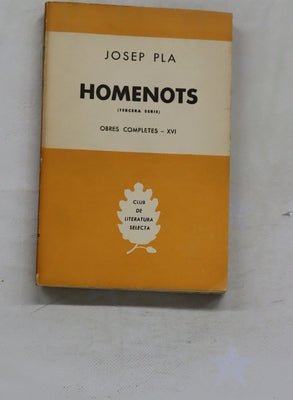 JOSEP PLA
HOMENOTS
(TERCERA SERIE)
OBRES COMPLETES - XVI
CLUB
DE
LITERATURA
SELECTA